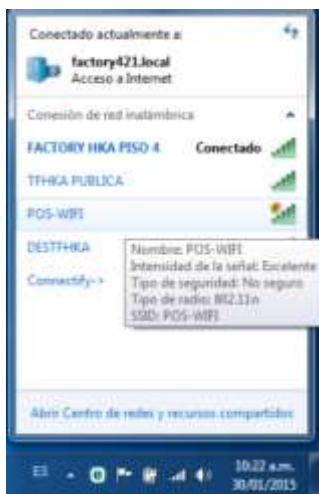 Conectado actualmente a:
factory421.local
Acceso a Internet
Conexión de red inalámbrica
FACTORY HKA PISO 4 Conectado
TFHKA PUBLICA
POS-WIFI
DESTFHKA
Connectify->
Nombre: POS-WIFI
Intensidad de la señal: Excelente
Tipo de seguridad: No seguro
Tipo de radio: 802.11n
SSID: POS-WIFI
Abrir Centro de redes y recursos compartidos
ES
10:22 a.m.
30/01/2015